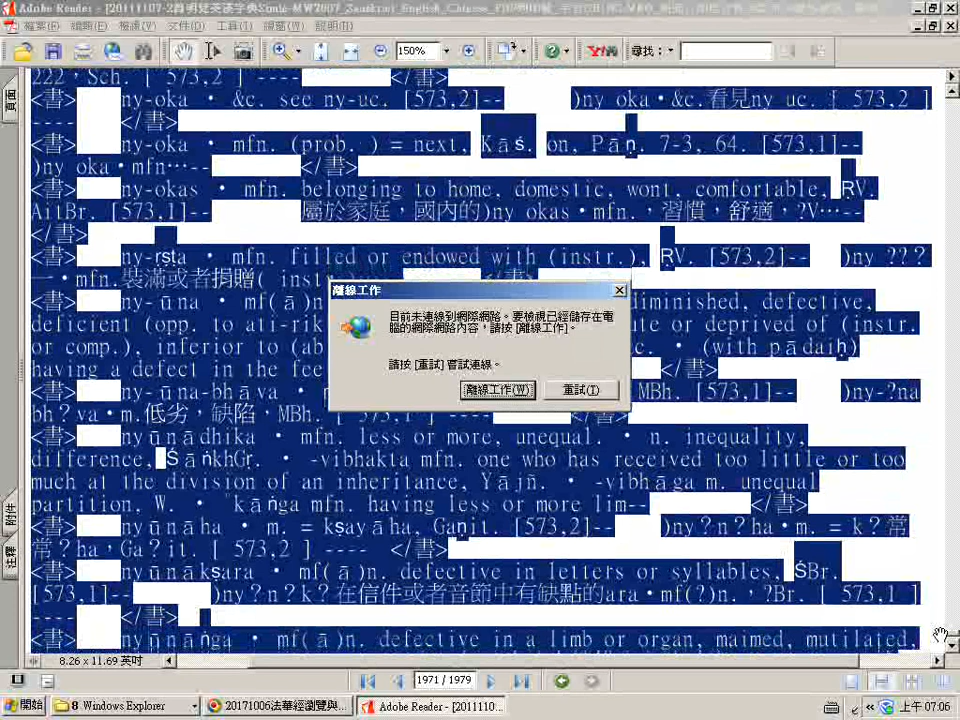 Adobe Reader
檔案(F) 編輯(E) 檢視(V) 文件(D) 工具(T) 視窗(W) 說明(H)
150% 尋找:
頁面
222, Sch. [ 573,2 ] ---- </書>
<書> ny-oka • &c. see ny-uc. [573,2]-- )ny oka•&c.看見ny uc. [ 573,2 ]
---- </書>
<書> ny-oka • mfn. (prob. ) = next, Kāś. on, Pāṇ. 7-3, 64. [573,1]--
)ny oka•mfn…-- </書>
<書> ny-okas • mfn. belonging to home, domestic, wont, comfortable, RV.
AitBr. [573,1]-- 屬於家庭，國內的)ny okas•mfn.，習慣，舒適，?V…--
</書>
<書> ny-ṛṣṭa • mfn. filled or endowed with (instr.), RV. [573,2]-- )ny ???
一•mfn.裝滿或者捐贈( inst
<書> ny-ūna • mf(ā)n. diminished, defective,
deficient (opp. to ati-rik ute or deprived of (instr.
or comp.), inferior to (ab c. • (with pādaiḥ)
having a defect in the fee </書>
<書> ny-ūna-bhāva MBh. [573,1]-- )ny-?na
bh?va•m.低劣，缺陷，MBh. [ 573,1 ] ---- </書>
<書> nyūnādhika • mfn. less or more, unequal. • n. inequality,
difference, ŚāṅkhGr. • -vibhakta mfn. one who has received too little or too
much at the division of an inheritance, Yājñ. • -vibhāga m. unequal
partition, W. • °kāṅga mfn. having less or more lim-- </書>
<書> nyūnāha • m. = kṣayāha, Gaṇit. [573,2]-- )ny?n?ha•m. = k？常
常？ha，Ga？it. [ 573,2 ] ---- </書>
<書> nyūnākṣara • mf(ā)n. defective in letters or syllables, ŚBr.
[573,1]-- )ny?n?k？在信件或者音節中有缺點的ara•mf(?)n.，?Br. [ 573,1 ]
---- </書>
<書> nyūnāṅga • mf(ā)n. defective in a limb or organ, maimed, mutilated,
離線工作
目前未連線到網際網路。要檢視已經儲存在電
腦的網際網路內容，請按 [離線工作]。
請按 [重試] 嘗試連線。
離線工作(W) 重試(T)
附件
注釋
8.26 x 11.69 英吋
1971 / 1979
開始 8 Windows Explorer 20171006法華經瀏覽與... Adobe Reader - [2011110... 上午 07:06